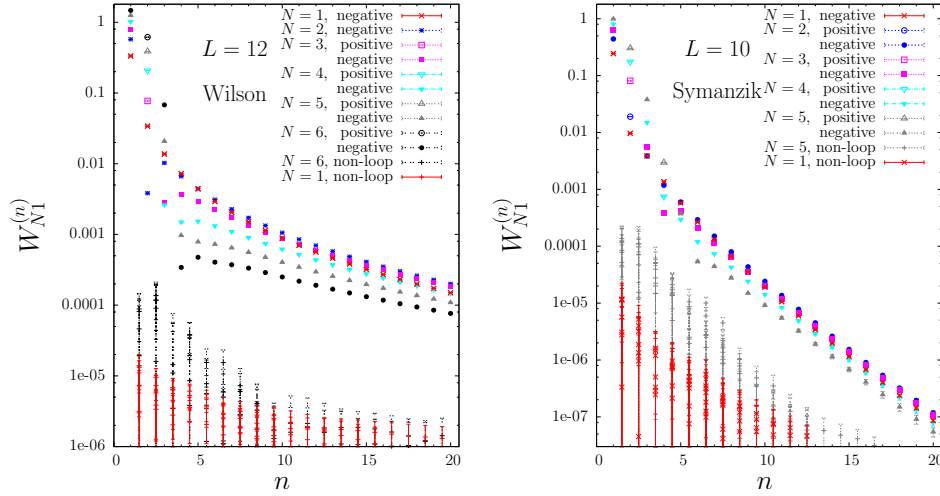 N = 1, negative
N = 2, negative
N = 3, positive
negative
N = 4, positive
negative
N = 5, positive
negative
N = 6, positive
negative
N = 6, non-loop
N = 1, non-loop
L = 12
Wilson
1
0.1
0.01
0.001
0.0001
1e-05
1e-06
W_{N1}^{(n)}
0 5 10 15 20
n
N = 1, negative
N = 2, positive
negative
N = 3, positive
negative
N = 4, positive
negative
N = 5, positive
negative
N = 5, non-loop
N = 1, non-loop
L = 10
Symanzik
1
0.1
0.01
0.001
0.0001
1e-05
1e-06
1e-07
W_{N1}^{(n)}
0 5 10 15 20
n